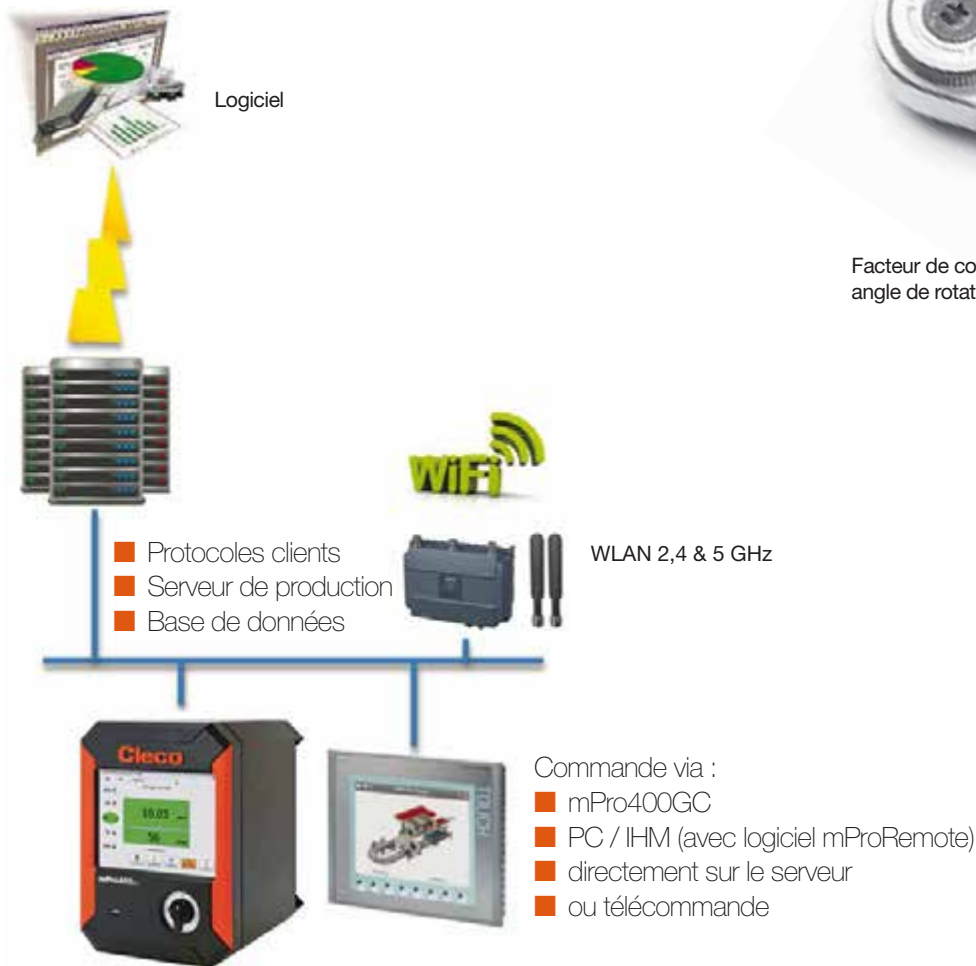 Logiciel
Facteur de co
angle de rotat
WiFi
WLAN 2,4 & 5 GHz
Protocoles clients
Serveur de production
Base de données
Cleco
TOUCH
Commande via :
mPro400GC
PC / IHM (avec logiciel mProRemote)
directement sur le serveur
ou télécommande